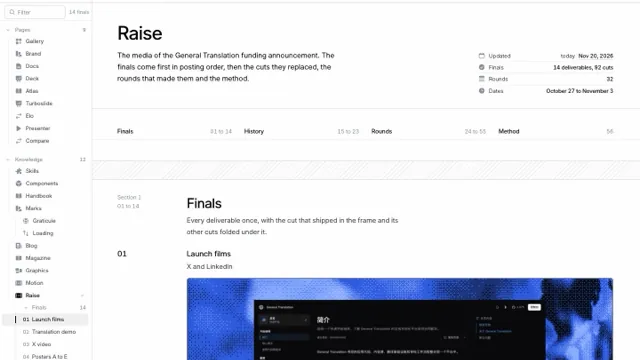 Filter
14 finals
Pages 9
Gallery
Brand
Docs
Deck
Atlas
Turboslide
Elo
Presenter
Compare
Knowledge 11
Skills
Components
Handbook
Marks
Graticule
Loading
Blog
Magazine
Graphics
Motion
Raise
Finals 14
01 Launch films
02 Translation demo
03 X video
04 Posters A to E
Raise
The media of the General Translation funding announcement. The
finals come first in posting order, then the cuts they replaced, the
rounds that made them and the method.
Updated today Nov 20, 2026
Finals 14 deliverables, 92 cuts
Rounds 32
Dates October 27 to November 3
Finals 01 to 14
History 15 to 23
Rounds 24 to 55
Method 56
Section 1
01 to 14
Finals
Every deliverable once, with the cut that shipped in the frame and its
other cuts folded under it.
01
Launch films
X and LinkedIn
General Translation
简介